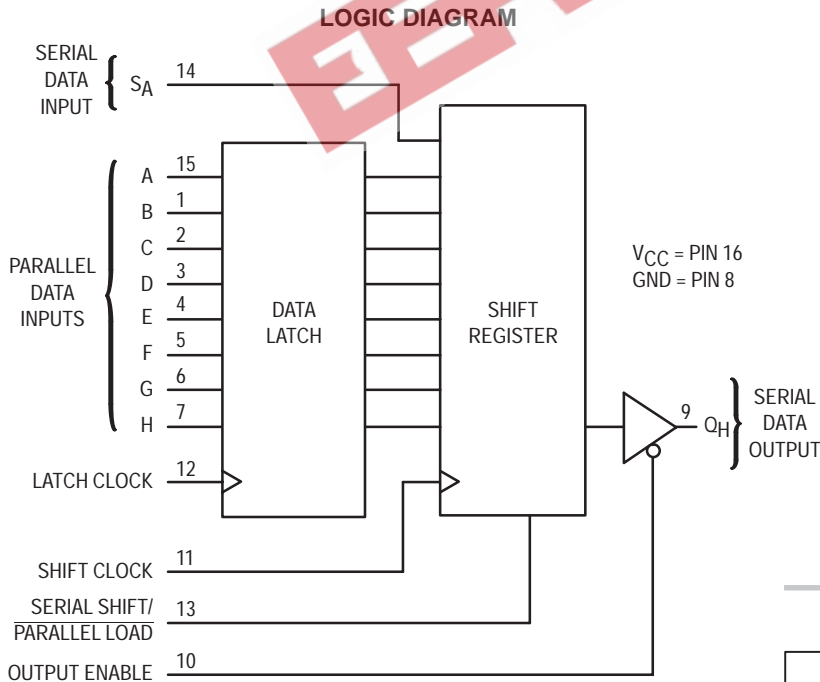 LOGIC DIAGRAM
SERIAL
DATA
INPUT
SA
14
PARALLEL
DATA
INPUTS
A 15
B 1
C 2
D 3
E 4
F 5
G 6
H 7
DATA
LATCH
SHIFT
REGISTER
VCC = PIN 16
GND = PIN 8
9
QH
SERIAL
DATA
OUTPUT
LATCH CLOCK 12
SHIFT CLOCK 11
SERIAL SHIFT/
PARALLEL LOAD
13
OUTPUT ENABLE 10